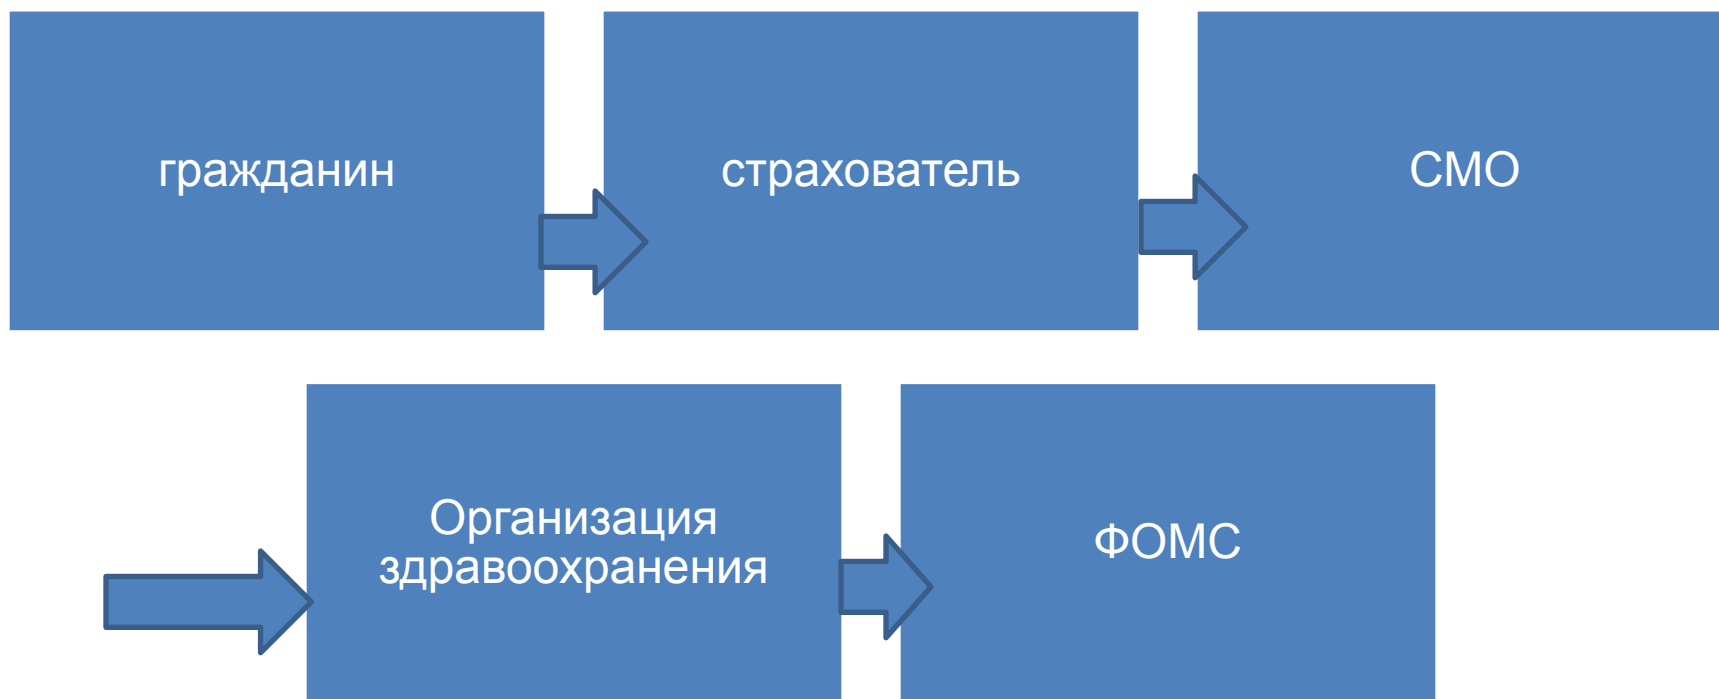 гражданин
страхователь
СМО
Организация
здравоохранения
ФОМС